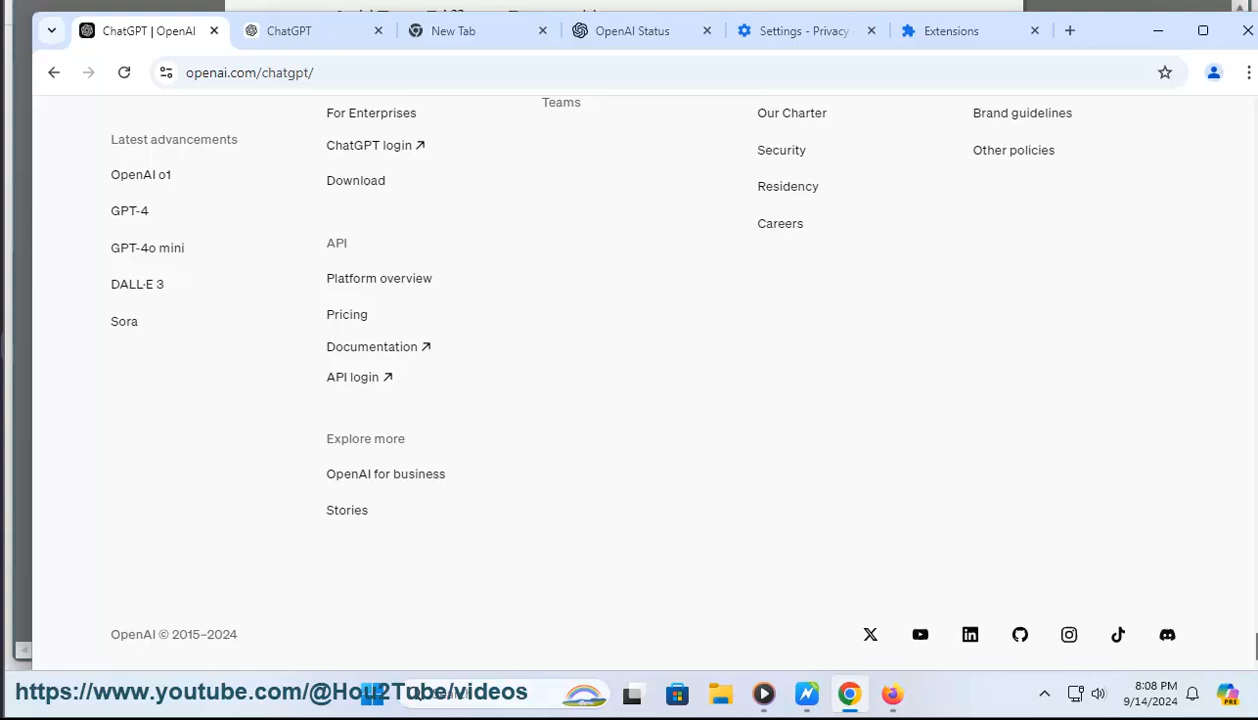 ChatGPT | OpenAI
ChatGPT
New Tab
OpenAI Status
Settings - Privacy
Extensions
openai.com/chatgpt/
Latest advancements
OpenAI o1
GPT-4
GPT-4o mini
DALL·E 3
Sora
For Enterprises
ChatGPT login
Download
API
Platform overview
Pricing
Documentation
API login
Explore more
OpenAI for business
Stories
Teams
Our Charter
Security
Residency
Careers
Brand guidelines
Other policies
OpenAI © 2015–2024
https://www.youtube.com/@Hou2Tube/videos
8:08 PM
9/14/2024
PRE